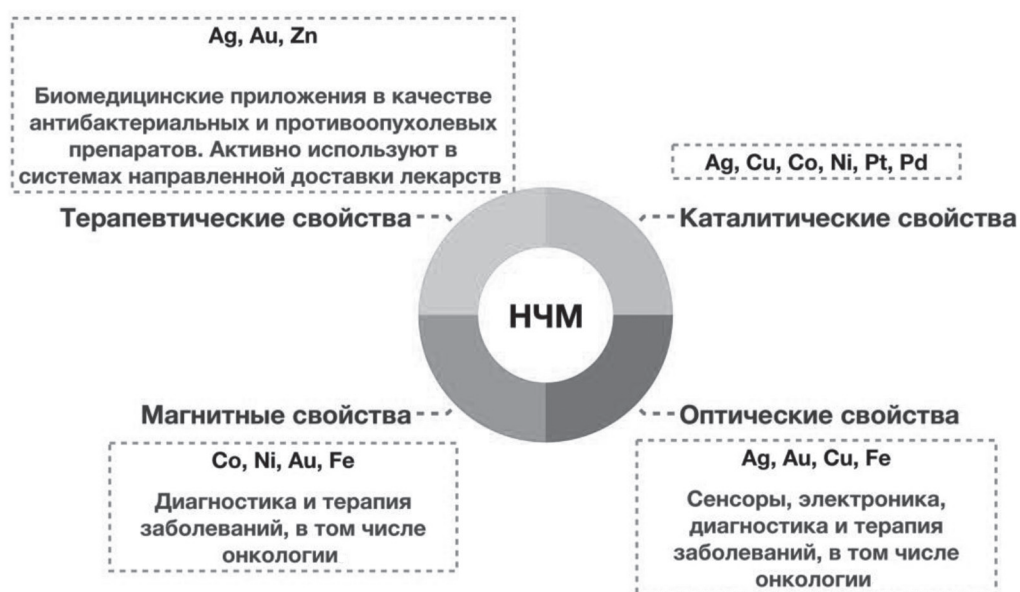 Ag, Au, Zn
Биомедицинские приложения в качестве
антибактериальных и противоопухолевых
препаратов. Активно используют в
системах направленной доставки лекарств
Терапевтические свойства
Ag, Cu, Co, Ni, Pt, Pd
Каталитические свойства
НЧМ
Магнитные свойства
Co, Ni, Au, Fe
Диагностика и терапия
заболеваний, в том числе
онкологии
Оптические свойства
Ag, Au, Cu, Fe
Сенсоры, электроника,
диагностика и терапия
заболеваний, в том числе
онкологии